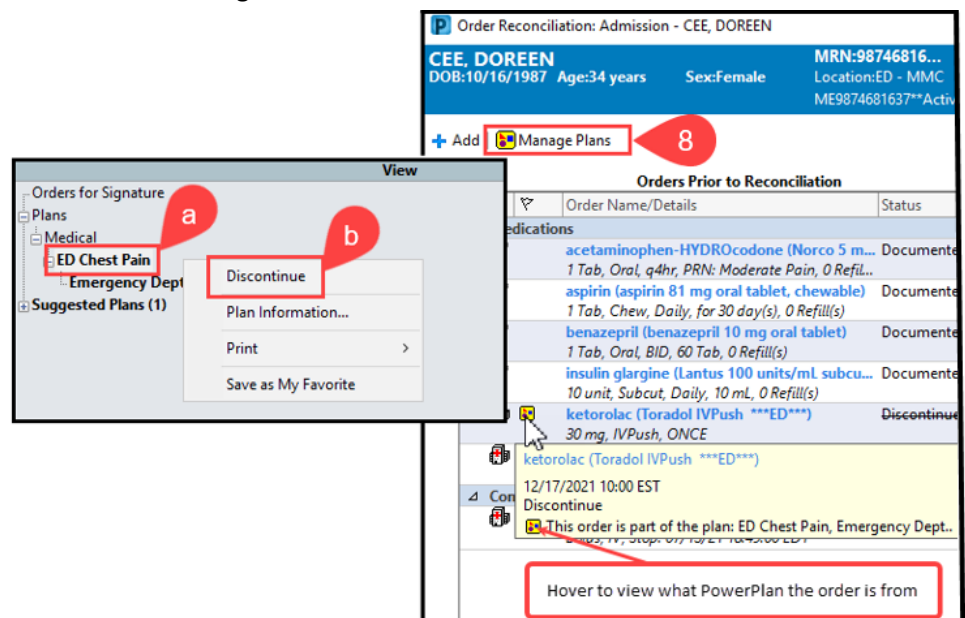 Order Reconciliation: Admission - CEE, DOREEN
CEE, DOREEN
MRN:98746816...
DOB:10/16/1987 Age:34 years Sex:Female
Location:ED - MMC
ME9874681637**Activ
+ Add Manage Plans
8
Orders Prior to Reconciliation
Order Name/Details Status
edications
acetaminophen-HYDROcodone (Norco 5 m... Documente
1 Tab, Oral, q4hr, PRN: Moderate Pain, 0 Refil...
aspirin (aspirin 81 mg oral tablet, chewable) Documente
1 Tab, Chew, Daily, for 30 day(s), 0 Refill(s)
benazepril (benazepril 10 mg oral tablet) Documente
1 Tab, Oral, BID, 60 Tab, 0 Refill(s)
insulin glargine (Lantus 100 units/mL subcu... Documente
10 unit, Subcut, Daily, 10 mL, 0 Refill(s)
ketorolac (Toradol IVPush ***ED***) Discontinue
30 mg, IVPush, ONCE
ketorolac (Toradol IVPush ***ED***)
12/17/2021 10:00 EST
Con
Discontinue
This order is part of the plan: ED Chest Pain, Emergency Dept..
Hover to view what PowerPlan the order is from
View
Orders for Signature
Plans
a
Medical
b
ED Chest Pain
Emergency Dept
Suggested Plans (1)
Discontinue
Plan Information...
Print >
Save as My Favorite